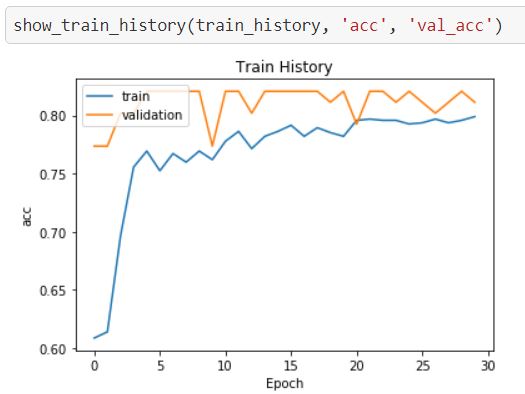 show_train_history(train_history, 'acc', 'val_acc')
Train History
train
validation
0.80
0.75
0.70
0.65
0.60
acc
0 5 10 15 20 25 30
Epoch